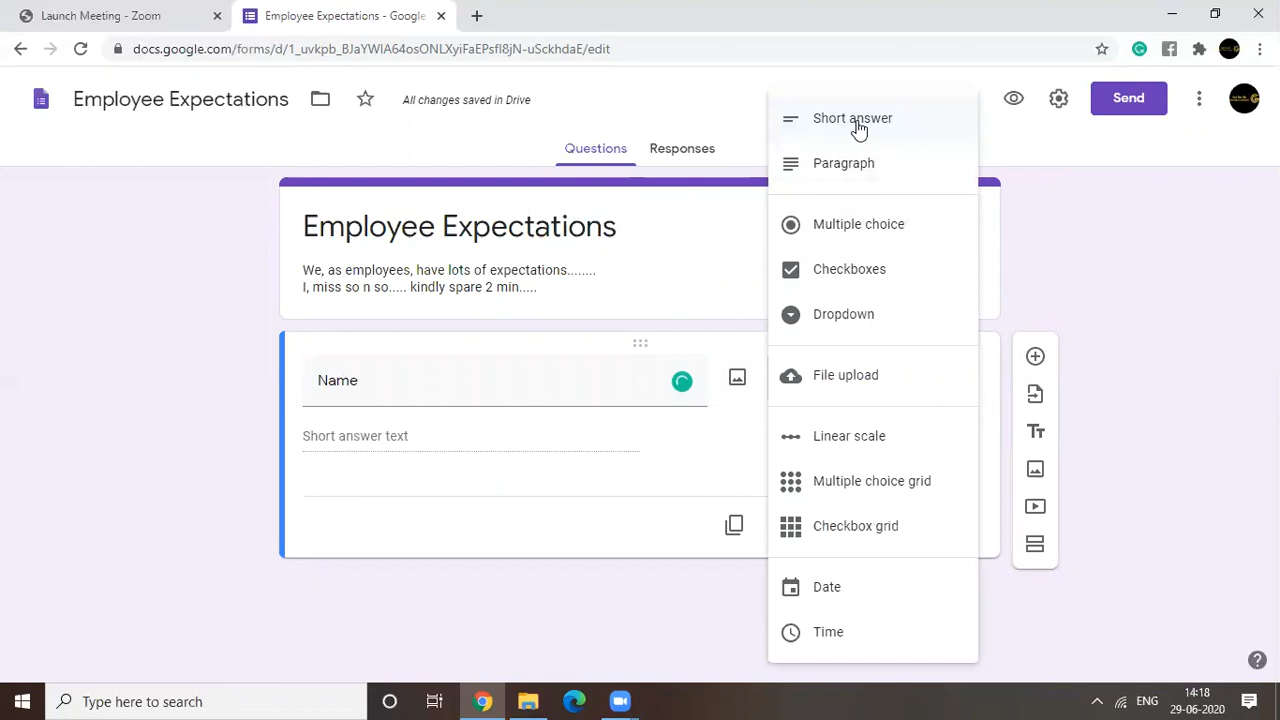 Launch Meeting - Zoom
Employee Expectations - Google
docs.google.com/forms/d/1_uvkpb_BJaYWIA64osONLXyiFaEPsfl8jN-uSckhdaE/edit
Employee Expectations
All changes saved in Drive
Send
Questions
Responses
Employee Expectations
We, as employees, have lots of expectations........
I, miss so n so..... kindly spare 2 min.....
Name
Short answer text
Short answer
Paragraph
Multiple choice
Checkboxes
Dropdown
File upload
Linear scale
Multiple choice grid
Checkbox grid
Date
Time
Type here to search
ENG
14:18
29-06-2020